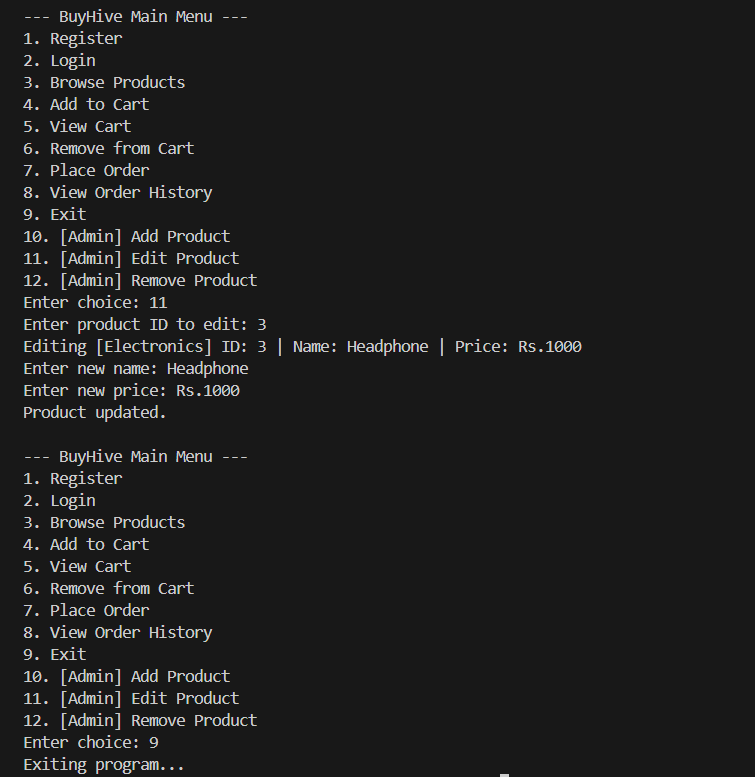 --- BuyHive Main Menu ---
1. Register
2. Login
3. Browse Products
4. Add to Cart
5. View Cart
6. Remove from Cart
7. Place Order
8. View Order History
9. Exit
10. [Admin] Add Product
11. [Admin] Edit Product
12. [Admin] Remove Product
Enter choice: 11
Enter product ID to edit: 3
Editing [Electronics] ID: 3 | Name: Headphone | Price: Rs.1000
Enter new name: Headphone
Enter new price: Rs.1000
Product updated.

--- BuyHive Main Menu ---
1. Register
2. Login
3. Browse Products
4. Add to Cart
5. View Cart
6. Remove from Cart
7. Place Order
8. View Order History
9. Exit
10. [Admin] Add Product
11. [Admin] Edit Product
12. [Admin] Remove Product
Enter choice: 9
Exiting program...